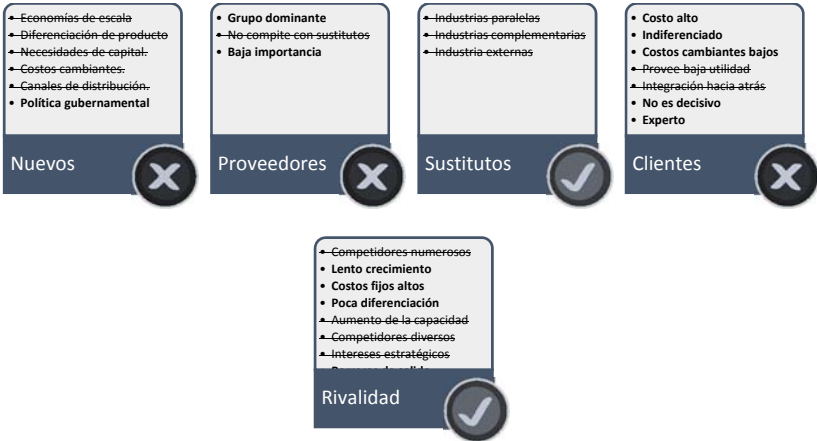 Economías de escala
Diferenciación de producto
Necesidades de capital.
Costos cambiantes.
Canales de distribución.
Política gubernamental
Nuevos
Grupo dominante
No compite con sustitutos
Baja importancia
Proveedores
Industrias paralelas
Industrias complementarias
Industria externas
Sustitutos
Costo alto
Indiferenciado
Costos cambiantes bajos
Provee baja utilidad
Integración hacia atrás
No es decisivo
Experto
Clientes
Competidores numerosos
Lento crecimiento
Costos fijos altos
Poca diferenciación
Aumento de la capacidad
Competidores diversos
Intereses estratégicos
Rivalidad